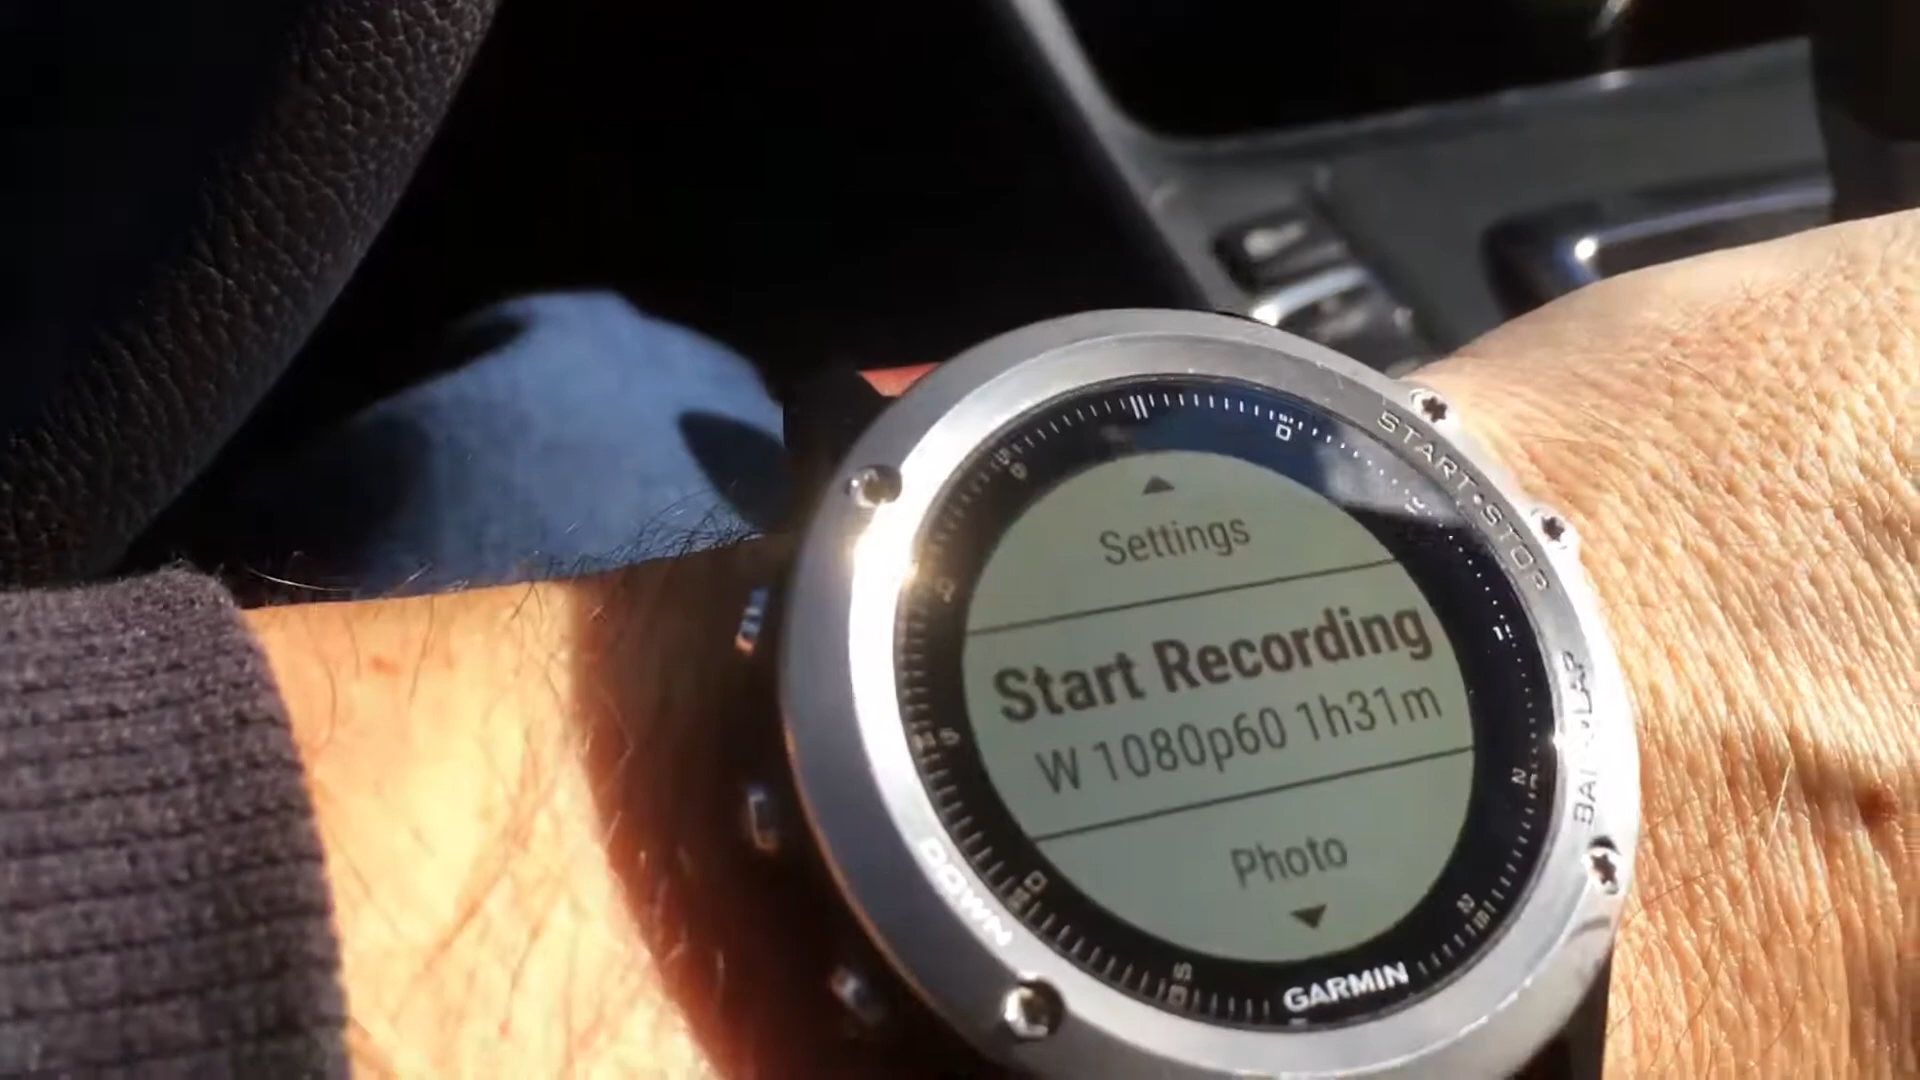 Settings
Start Recording
W 1080p60 1h31m
Photo
GARMIN
START•STOP
DOWN